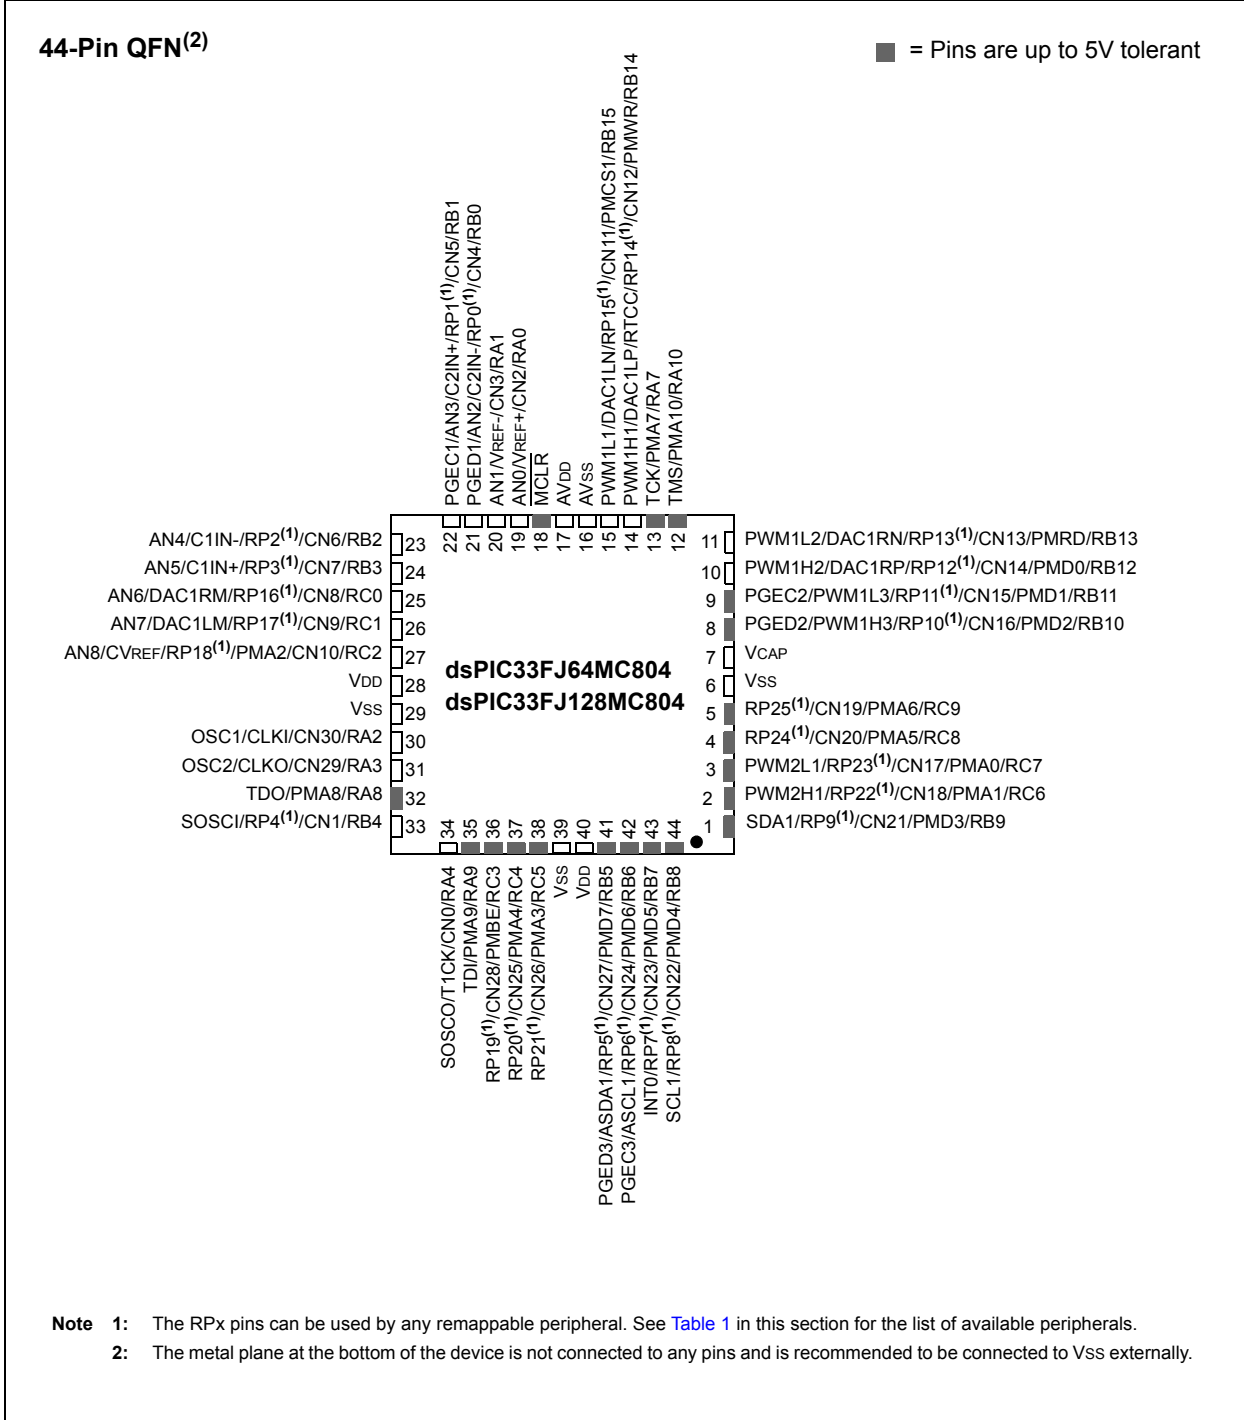 44-Pin QFN(2)
= Pins are up to 5V tolerant
PGEC1/AN3/C2IN+/RP1(1)/CN5/RB1
PGED1/AN2/C2IN-/RP0(1)/CN4/RB0
AN1/VREF-/CN3/RA1
AN0/VREF+/CN2/RA0
MCLR
AVDD
AVSS
PWM1L1/DAC1LN/RP15(1)/CN11/PMCS1/RB15
PWM1H1/DAC1LP/RTCC/RP14(1)/CN12/PMWR/RB14
TCK/PMA7/RA7
TMS/PMA10/RA10
22 21 20 19 18 17 16 15 14 13 12
AN4/C1IN-/RP2(1)/CN6/RB2 23
AN5/C1IN+/RP3(1)/CN7/RB3 24
AN6/DAC1RM/RP16(1)/CN8/RC0 25
AN7/DAC1LM/RP17(1)/CN9/RC1 26
AN8/CVREF/RP18(1)/PMA2/CN10/RC2 27
VDD 28
VSS 29
OSC1/CLKI/CN30/RA2 30
OSC2/CLKO/CN29/RA3 31
TDO/PMA8/RA8 32
SOSCI/RP4(1)/CN1/RB4 33
dsPIC33FJ64MC804
dsPIC33FJ128MC804
11 PWM1L2/DAC1RN/RP13(1)/CN13/PMRD/RB13
10 PWM1H2/DAC1RP/RP12(1)/CN14/PMD0/RB12
9 PGEC2/PWM1L3/RP11(1)/CN15/PMD1/RB11
8 PGED2/PWM1H3/RP10(1)/CN16/PMD2/RB10
7 VCAP
6 VSS
5 RP25(1)/CN19/PMA6/RC9
4 RP24(1)/CN20/PMA5/RC8
3 PWM2L1/RP23(1)/CN17/PMA0/RC7
2 PWM2H1/RP22(1)/CN18/PMA1/RC6
1 SDA1/RP9(1)/CN21/PMD3/RB9
34 35 36 37 38 39 40 41 42 43 44
SOSCO/T1CK/CN0/RA4
TDI/PMA9/RA9
RP19(1)/CN28/PMBE/RC3
RP20(1)/CN25/PMA4/RC4
RP21(1)/CN26/PMA3/RC5
VSS
VDD
PGED3/ASDA1/RP5(1)/CN27/PMD7/RB5
PGEC3/ASCL1/RP6(1)/CN24/PMD6/RB6
INT0/RP7(1)/CN23/PMD5/RB7
SCL1/RP8(1)/CN22/PMD4/RB8
Note 1: The RPx pins can be used by any remappable peripheral. See Table 1 in this section for the list of available peripherals.
2: The metal plane at the bottom of the device is not connected to any pins and is recommended to be connected to VSS externally.